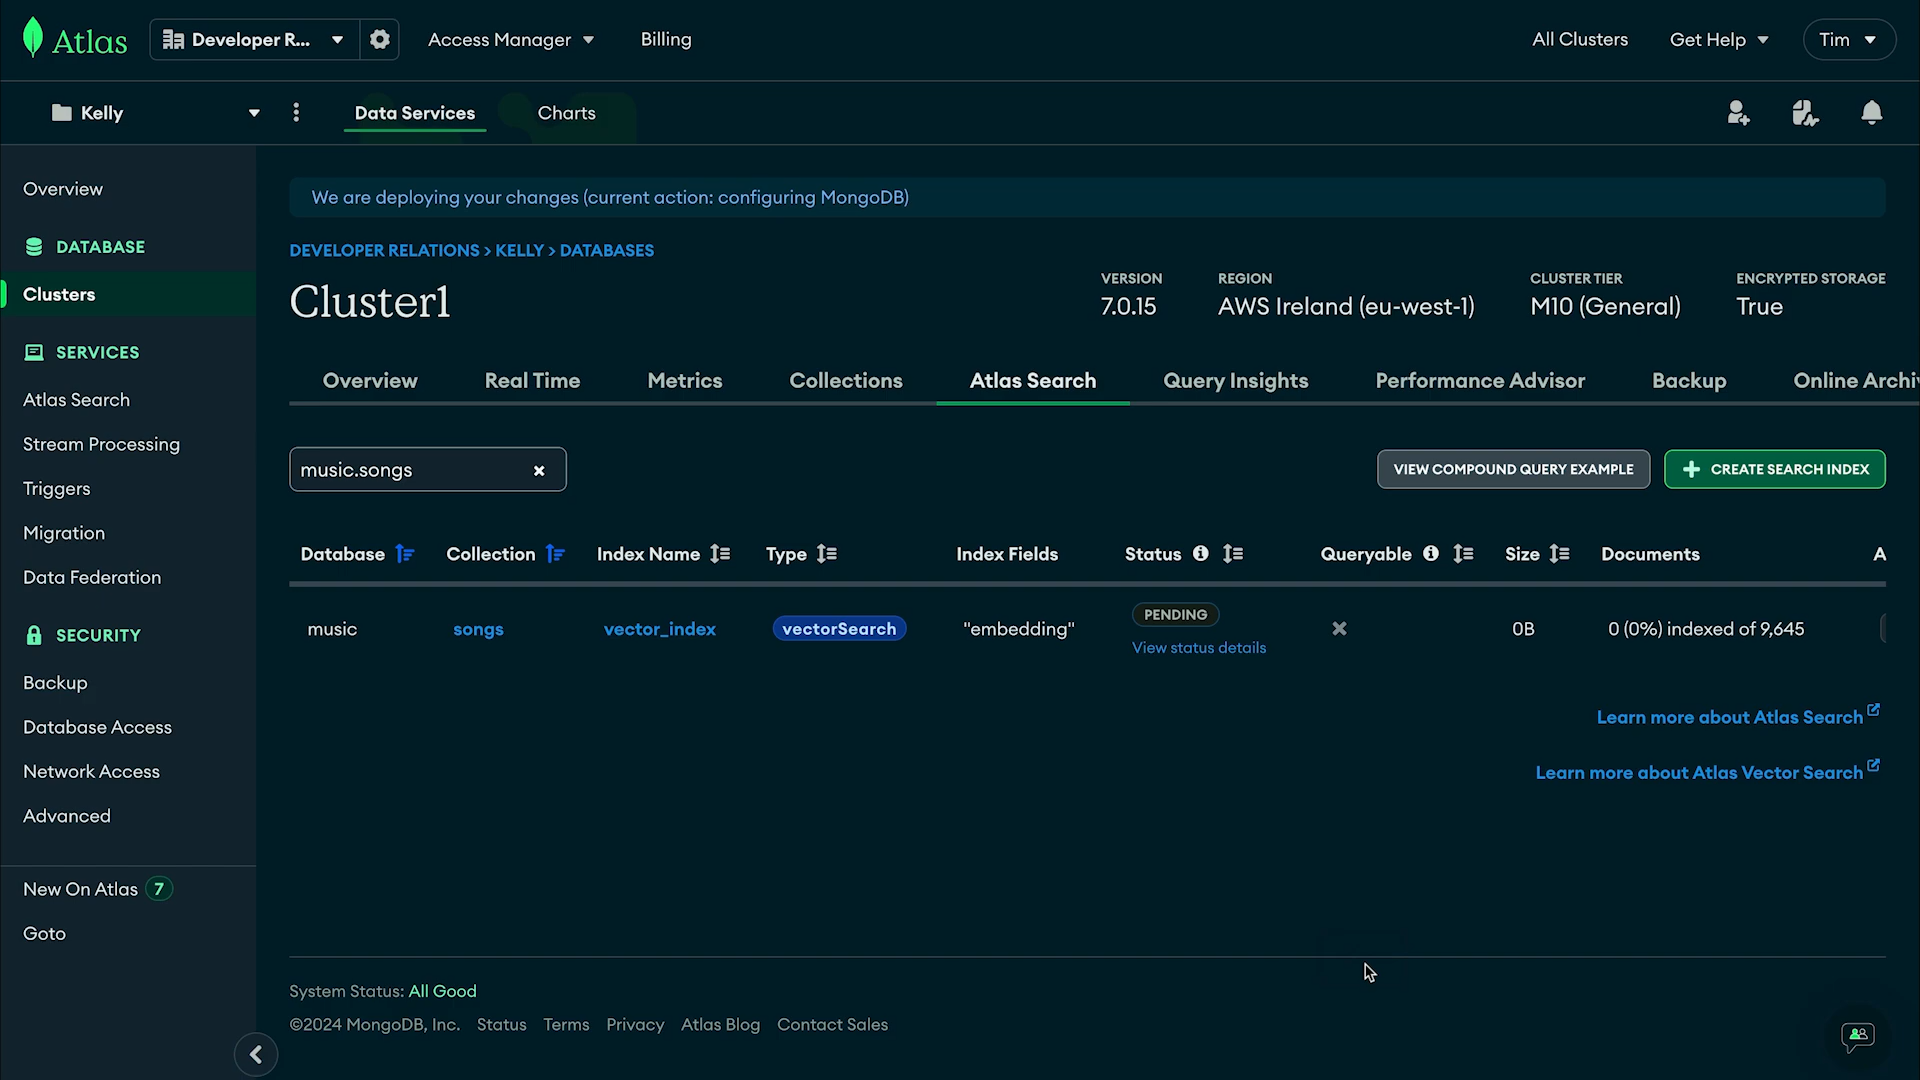 Atlas
Developer R...
Access Manager
Billing
All Clusters
Get Help
Tim
Kelly
Data Services
Charts
Overview
DATABASE
Clusters
SERVICES
Atlas Search
Stream Processing
Triggers
Migration
Data Federation
SECURITY
Backup
Database Access
Network Access
Advanced
New On Atlas 7
Goto
We are deploying your changes (current action: configuring MongoDB)
DEVELOPER RELATIONS > KELLY > DATABASES
Cluster1
VERSION
7.0.15
REGION
AWS Ireland (eu-west-1)
CLUSTER TIER
M10 (General)
ENCRYPTED STORAGE
True
Overview Real Time Metrics Collections Atlas Search Query Insights Performance Advisor Backup Online Archiv
music.songs
VIEW COMPOUND QUERY EXAMPLE
CREATE SEARCH INDEX
Database Collection Index Name Type Index Fields Status Queryable Size Documents A
music songs vector_index vectorSearch "embedding" PENDING 0B 0 (0%) indexed of 9,645
View status details
Learn more about Atlas Search
Learn more about Atlas Vector Search
System Status: All Good
©2024 MongoDB, Inc. Status Terms Privacy Atlas Blog Contact Sales